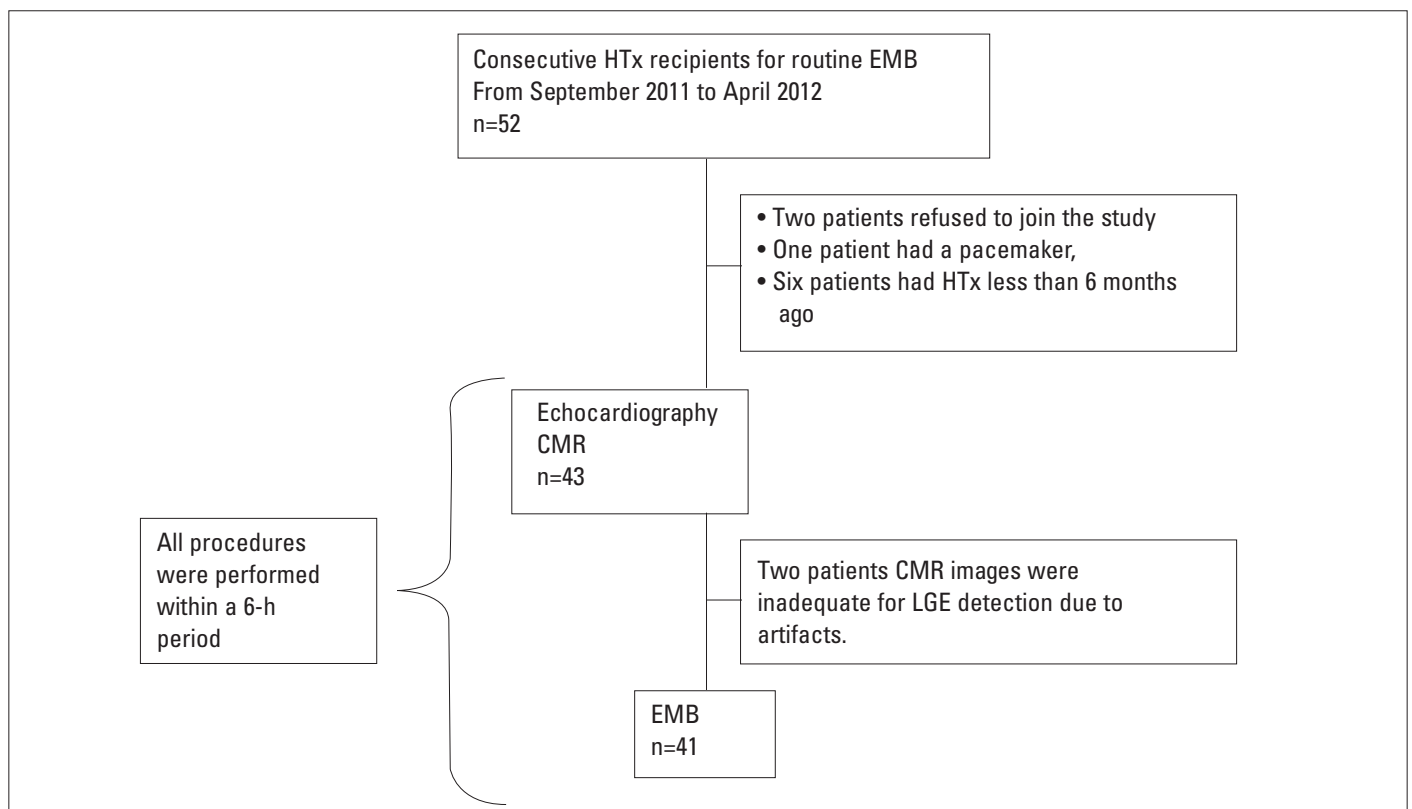 Consecutive HTx recipients for routine EMB
From September 2011 to April 2012
n=52
• Two patients refused to join the study
• One patient had a pacemaker,
• Six patients had HTx less than 6 months
ago
Echocardiography
CMR
n=43
All procedures
were performed
within a 6-h
period
Two patients CMR images were
inadequate for LGE detection due to
artifacts.
EMB
n=41